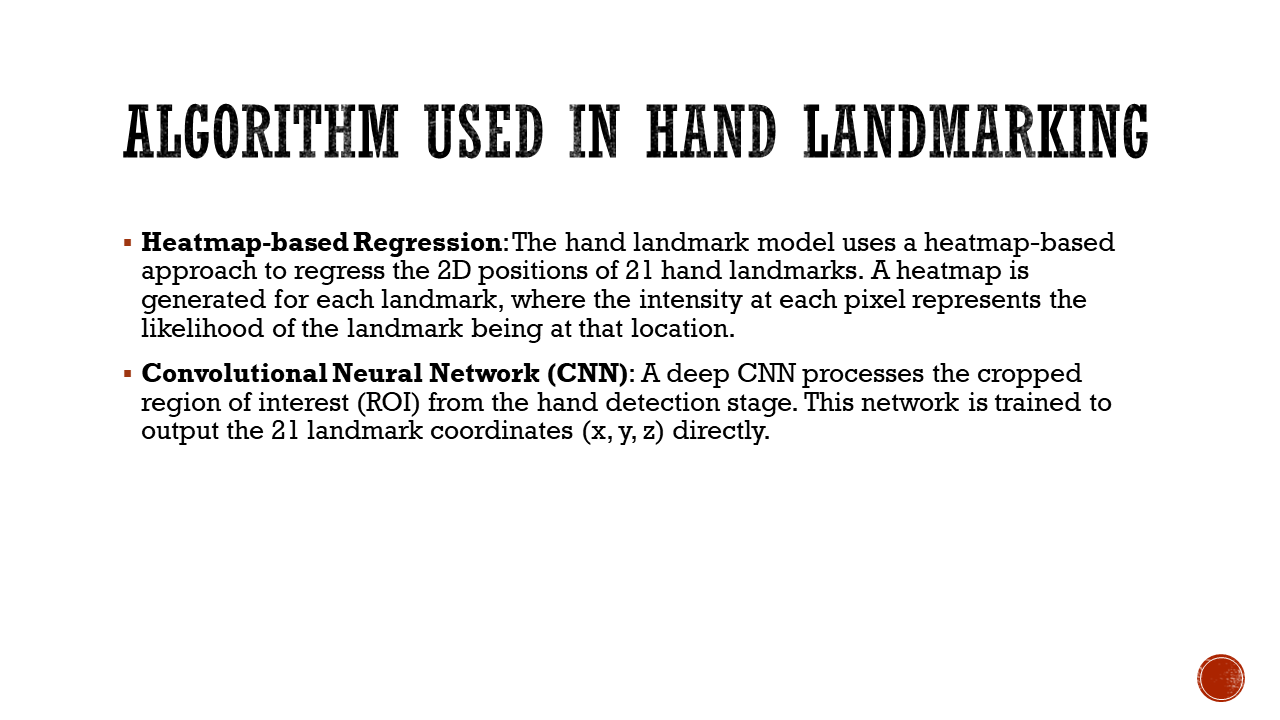 ALGORITHM USED IN HAND LANDMARKING
▪ Heatmap-based Regression: The hand landmark model uses a heatmap-based
approach to regress the 2D positions of 21 hand landmarks. A heatmap is
generated for each landmark, where the intensity at each pixel represents the
likelihood of the landmark being at that location.
▪ Convolutional Neural Network (CNN): A deep CNN processes the cropped
region of interest (ROI) from the hand detection stage. This network is trained to
output the 21 landmark coordinates (x, y, z) directly.